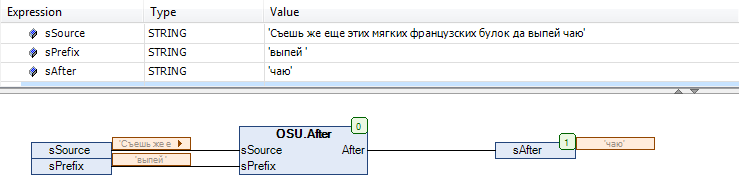 Expression Type Value
sSource STRING 'Съешь же еще этих мягких французских булок да выпей чаю'
sPrefix STRING 'выпей '
sAfter STRING 'чаю'
0
OSU.After
sSource 'Съешь же е sSource After 1 sAfter 'чаю'
sPrefix 'выпей ' sPrefix